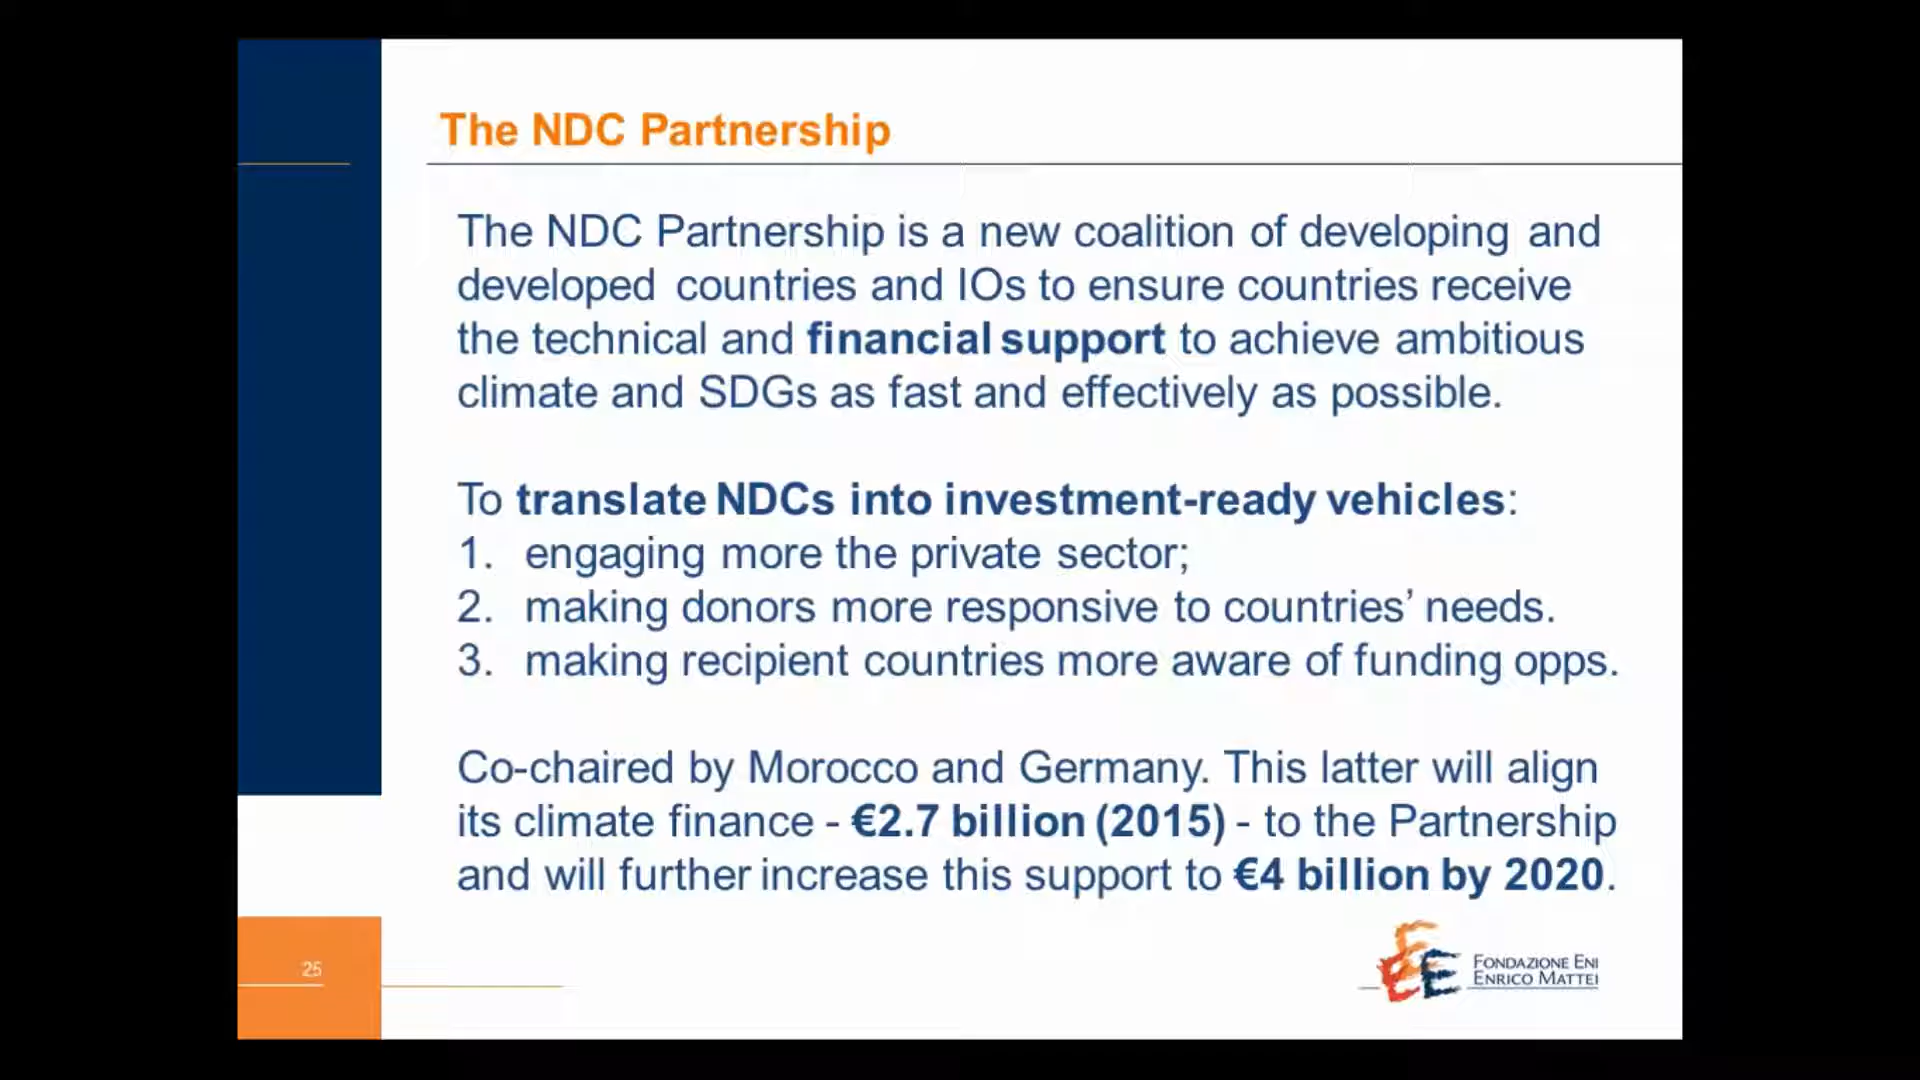 The NDC Partnership
The NDC Partnership is a new coalition of developing and
developed countries and IOs to ensure countries receive
the technical and financial support to achieve ambitious
climate and SDGs as fast and effectively as possible.
To translate NDCs into investment-ready vehicles:
1. engaging more the private sector;
2. making donors more responsive to countries' needs.
3. making recipient countries more aware of funding opps.
Co-chaired by Morocco and Germany. This latter will align
its climate finance - €2.7 billion (2015) - to the Partnership
and will further increase this support to €4 billion by 2020.
25
FONDAZIONE ENI
ENRICO MATTEI